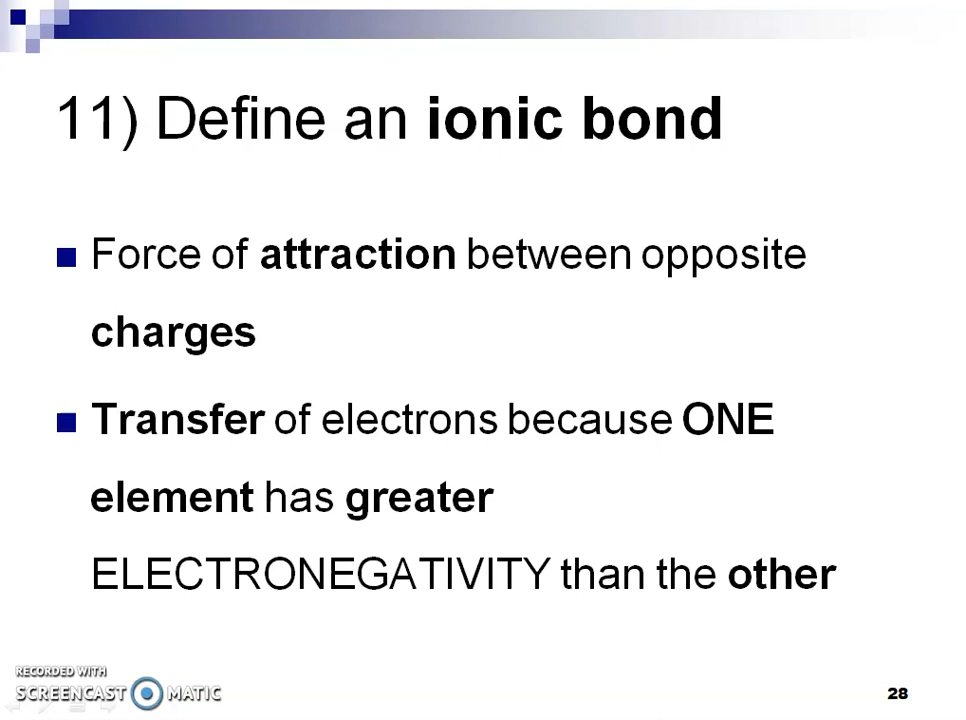 11) Define an ionic bond
Force of attraction between opposite
charges
Transfer of electrons because ONE
element has greater
ELECTRONEGATIVITY than the other
RECORDED WITH
SCREENCAST MATIC
28